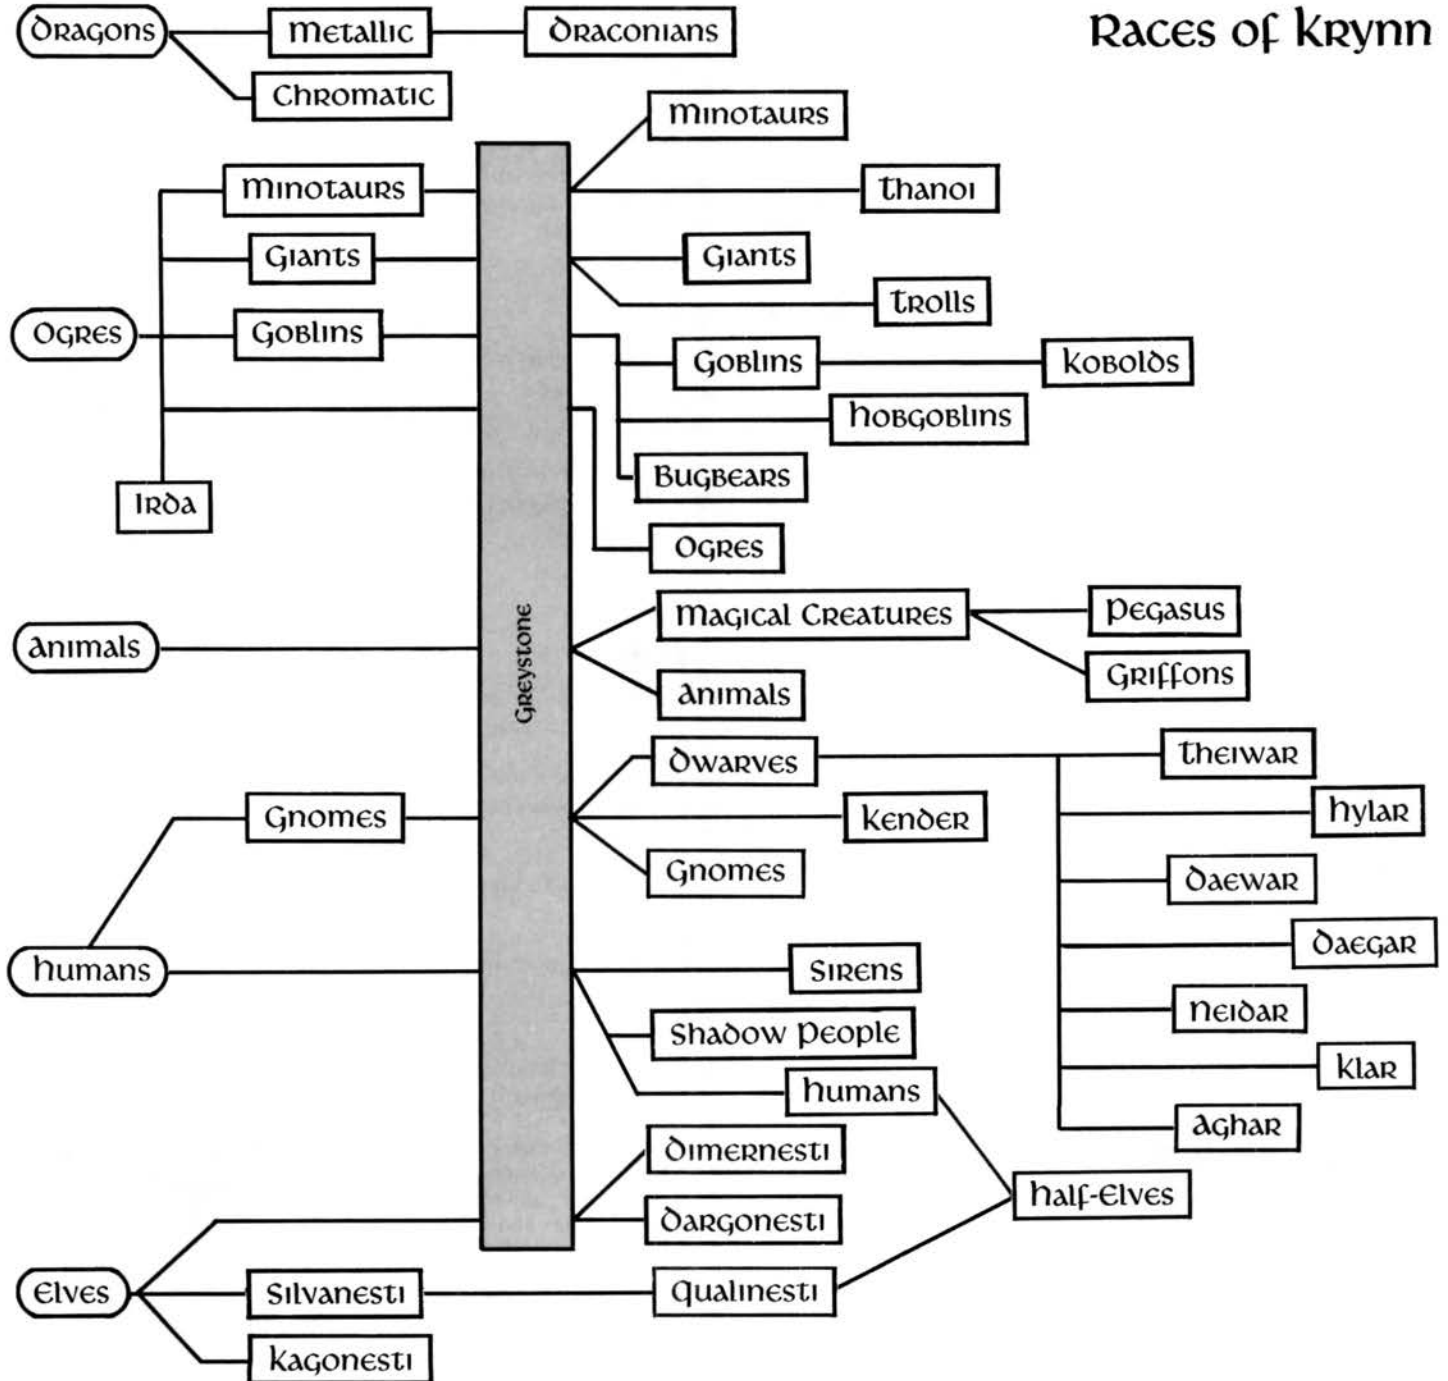 Races of Krynn
Dragons
Metallic
Draconians
Chromatic
Minotaurs
Minotaurs
Thanoi
Giants
Giants
Trolls
Ogres
Goblins
Goblins
Kobolds
Hobgoblins
Bugbears
Irda
Ogres
Greystone
Magical Creatures
Pegasus
Animals
Griffons
Animals
Dwarves
Theiwar
Gnomes
Kender
Hylar
Gnomes
Daewar
Daegar
Humans
Sirens
Neidar
Shadow People
Klar
Humans
Aghar
Dimernesti
Half-Elves
Dargonesti
Elves
Silvanesti
Qualinesti
Kagonesti